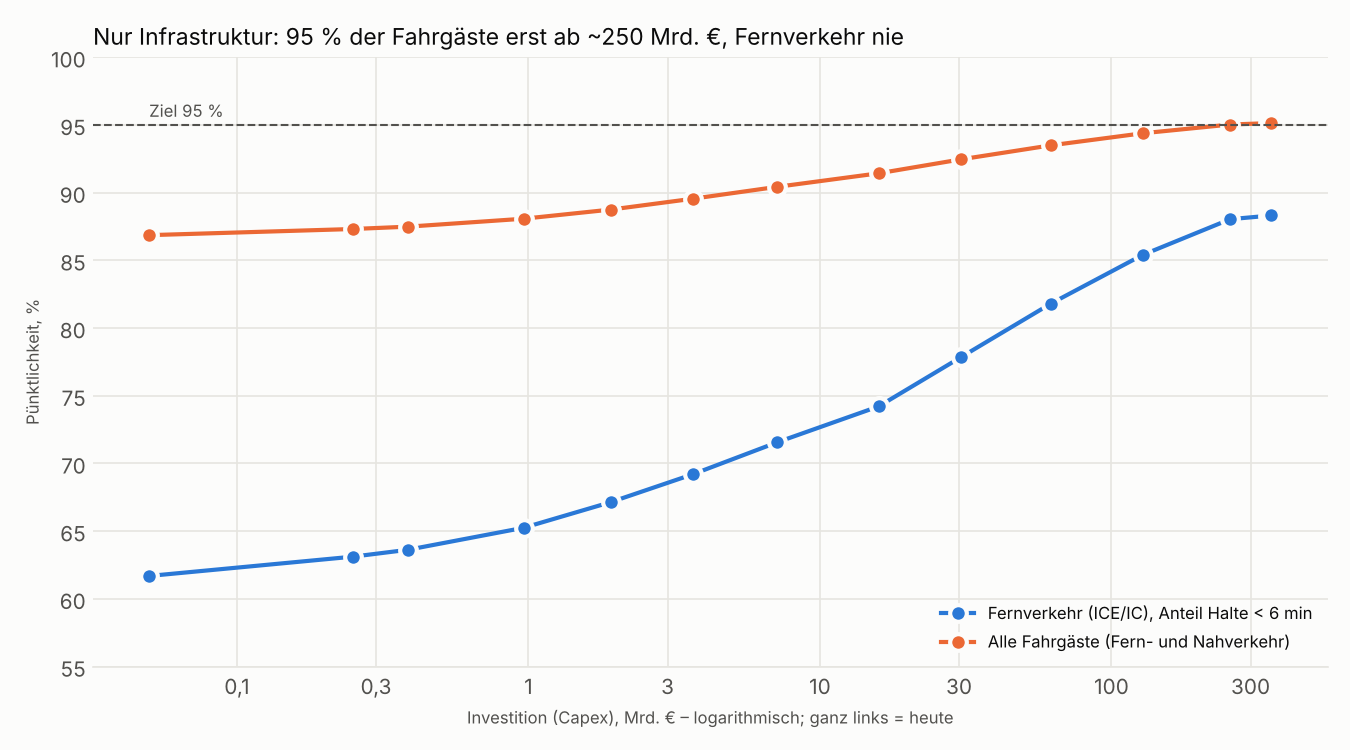 Nur Infrastruktur: 95 % der Fahrgäste erst ab ~250 Mrd. €, Fernverkehr nie
100
Ziel 95 %
95
90
85
80
75
70
65
60
55
Pünktlichkeit, %
Fernverkehr (ICE/IC), Anteil Halte < 6 min
Alle Fahrgäste (Fern- und Nahverkehr)
0,1 0,3 1 3 10 30 100 300
Investition (Capex), Mrd. € – logarithmisch; ganz links = heute